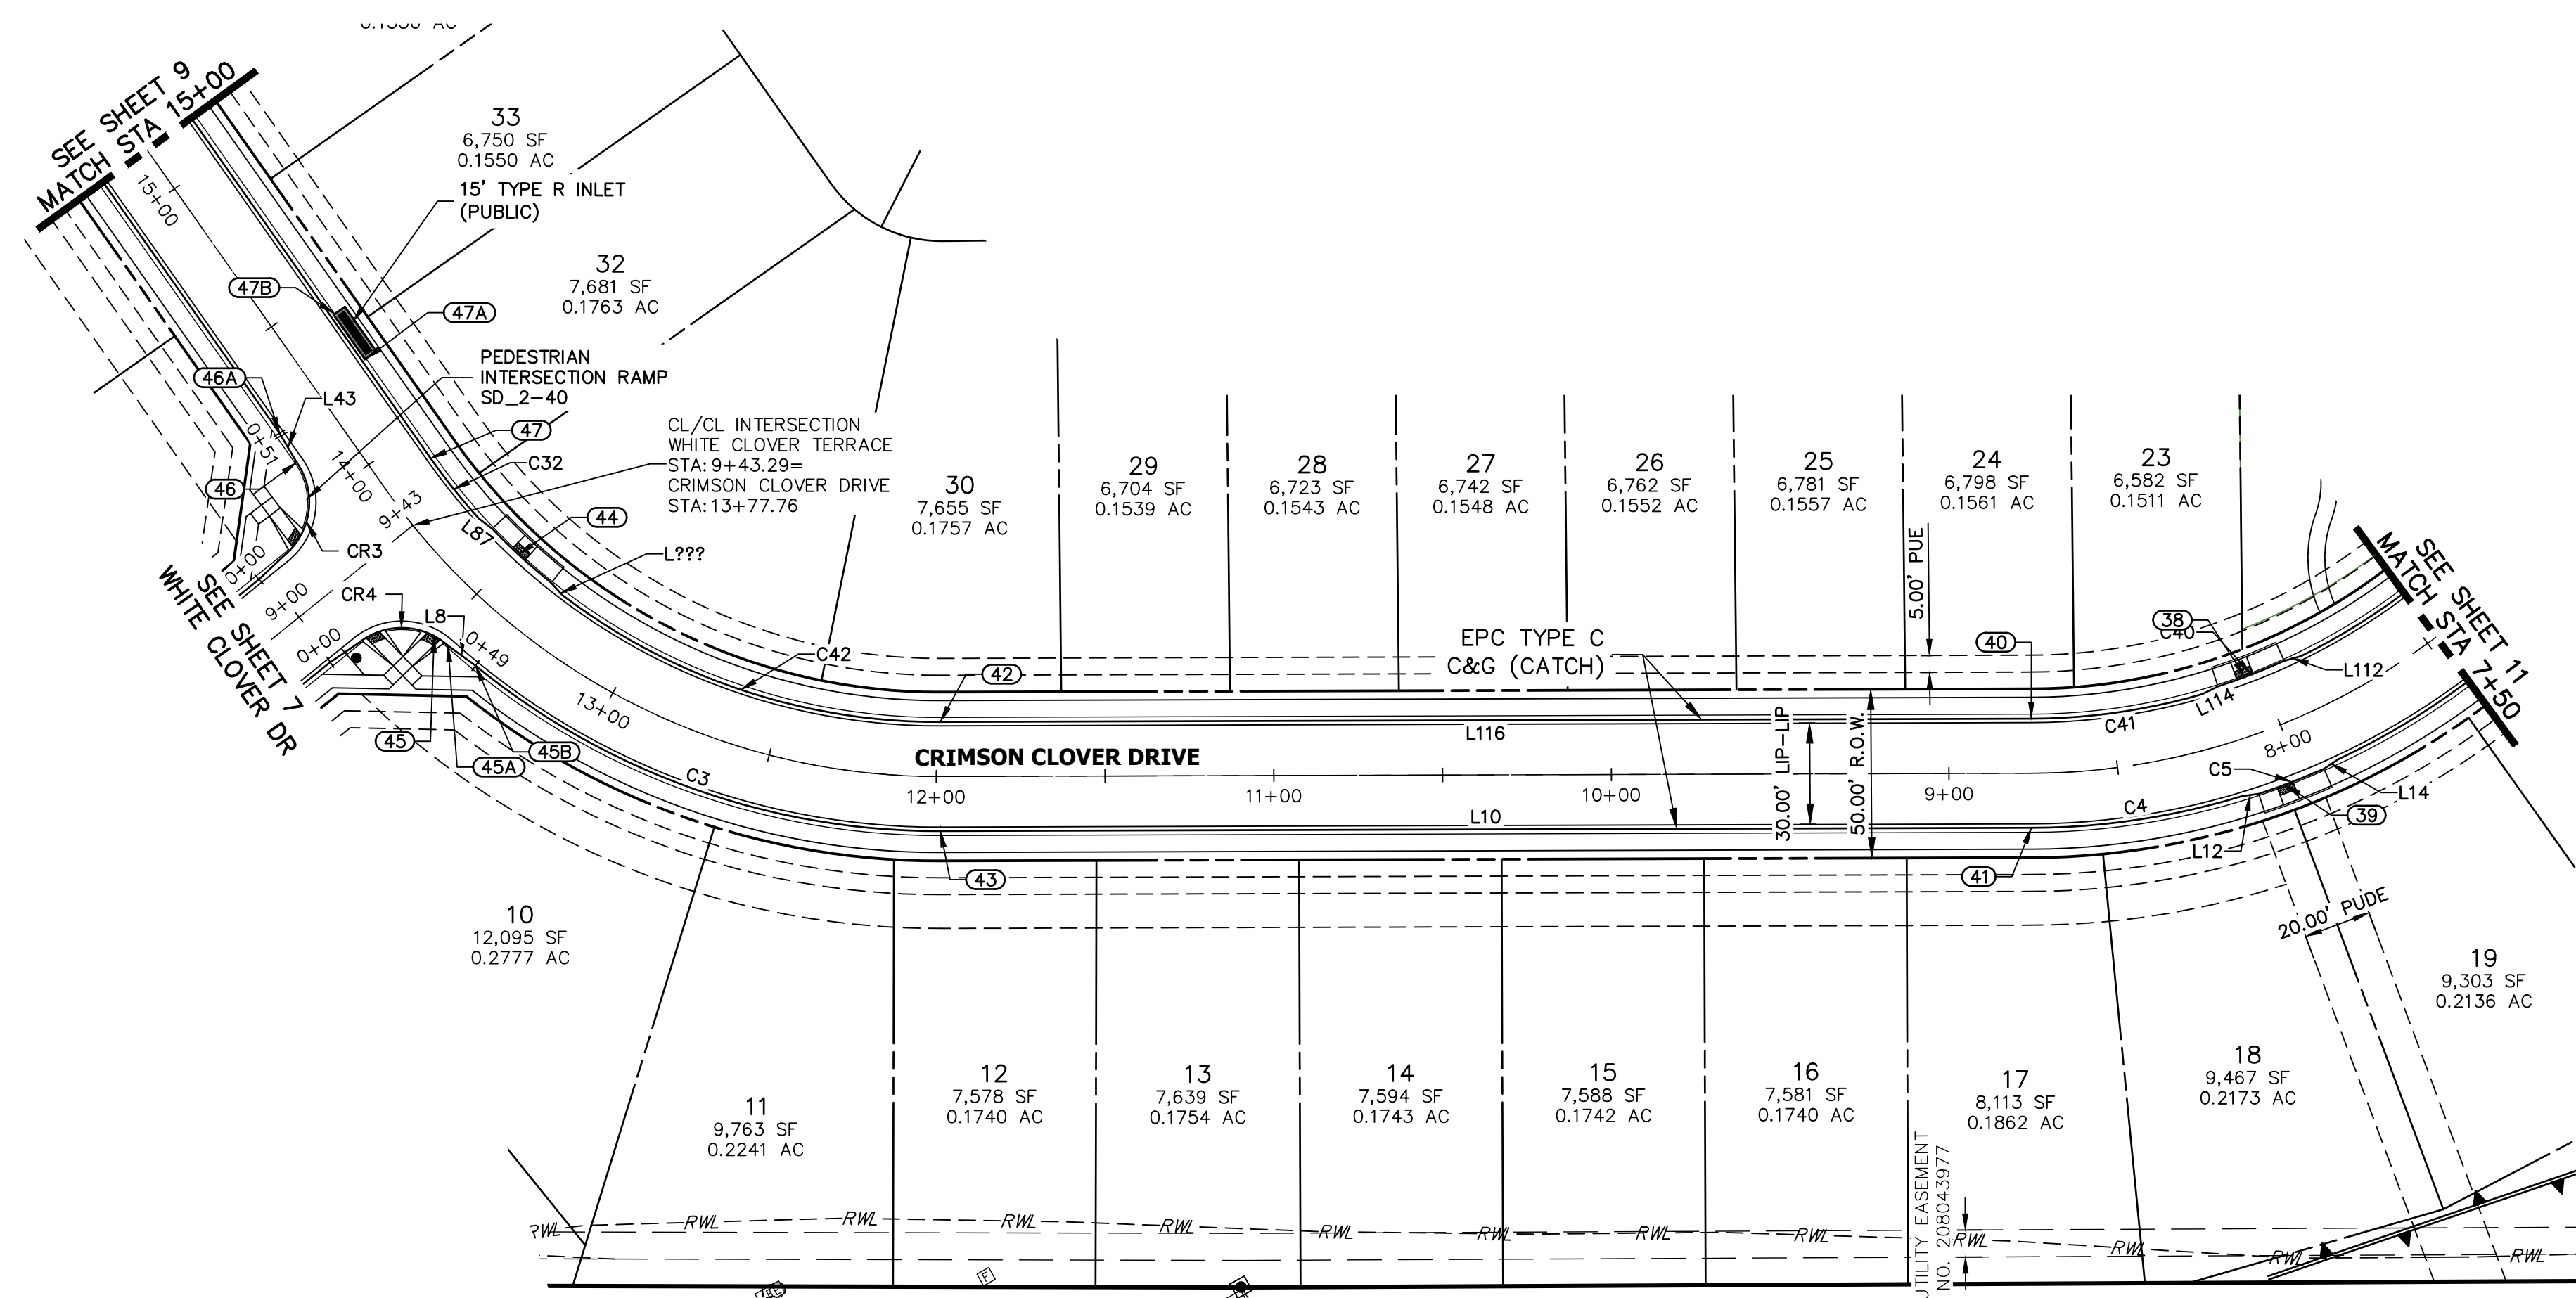 SEE SHEET 9
MATCH STA 15+00
15+00
33
6,750 SF
0.1550 AC
15' TYPE R INLET
(PUBLIC)
32
7,681 SF
0.1763 AC
47B
47A
PEDESTRIAN
INTERSECTION RAMP
SD_2-40
46A
L43
0+51
47
C32
14+00
46
9+43
CL/CL INTERSECTION
WHITE CLOVER TERRACE
STA: 9+43.29=
CRIMSON CLOVER DRIVE
STA: 13+77.76
L87
44
L???
CR3
0+00
9+00
CR4
L8
0+00
0+49
SEE SHEET 7
WHITE CLOVER DR
45
45A
45B
13+00
C3
C42
42
30
7,655 SF
0.1757 AC
29
6,704 SF
0.1539 AC
28
6,723 SF
0.1543 AC
27
6,742 SF
0.1548 AC
26
6,762 SF
0.1552 AC
25
6,781 SF
0.1557 AC
24
6,798 SF
0.1561 AC
23
6,582 SF
0.1511 AC
5.00' PUE
EPC TYPE C
C&G (CATCH)
40
38
C40
L112
L114
C41
SEE SHEET 11
MATCH STA 7+50
L116
CRIMSON CLOVER DRIVE
30.00' LIP-LIP
50.00' R.O.W.
12+00
11+00
10+00
9+00
8+00
L10
C5
C4
L14
39
L12
43
41
20.00' PUDE
10
12,095 SF
0.2777 AC
11
9,763 SF
0.2241 AC
12
7,578 SF
0.1740 AC
13
7,639 SF
0.1754 AC
14
7,594 SF
0.1743 AC
15
7,588 SF
0.1742 AC
16
7,581 SF
0.1740 AC
17
8,113 SF
0.1862 AC
18
9,467 SF
0.2173 AC
19
9,303 SF
0.2136 AC
UTILITY EASEMENT
NO. 208043977
RWL
RWL
RWL
RWL
RWL
RWL
RWL
RWL
RWL
RWL
RWL
RWL
RWL
F